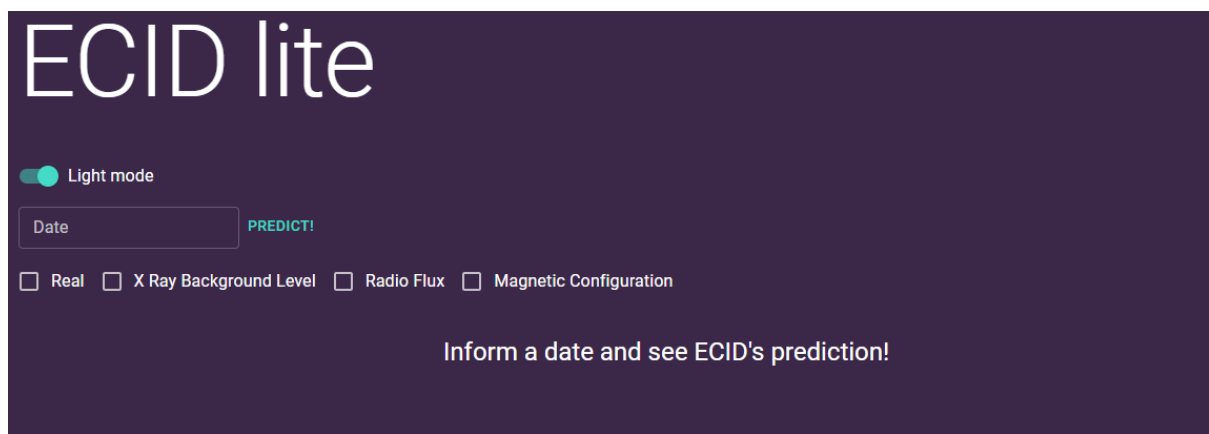 ECID lite
Light mode
Date PREDICT!
Real X Ray Background Level Radio Flux Magnetic Configuration
Inform a date and see ECID's prediction!